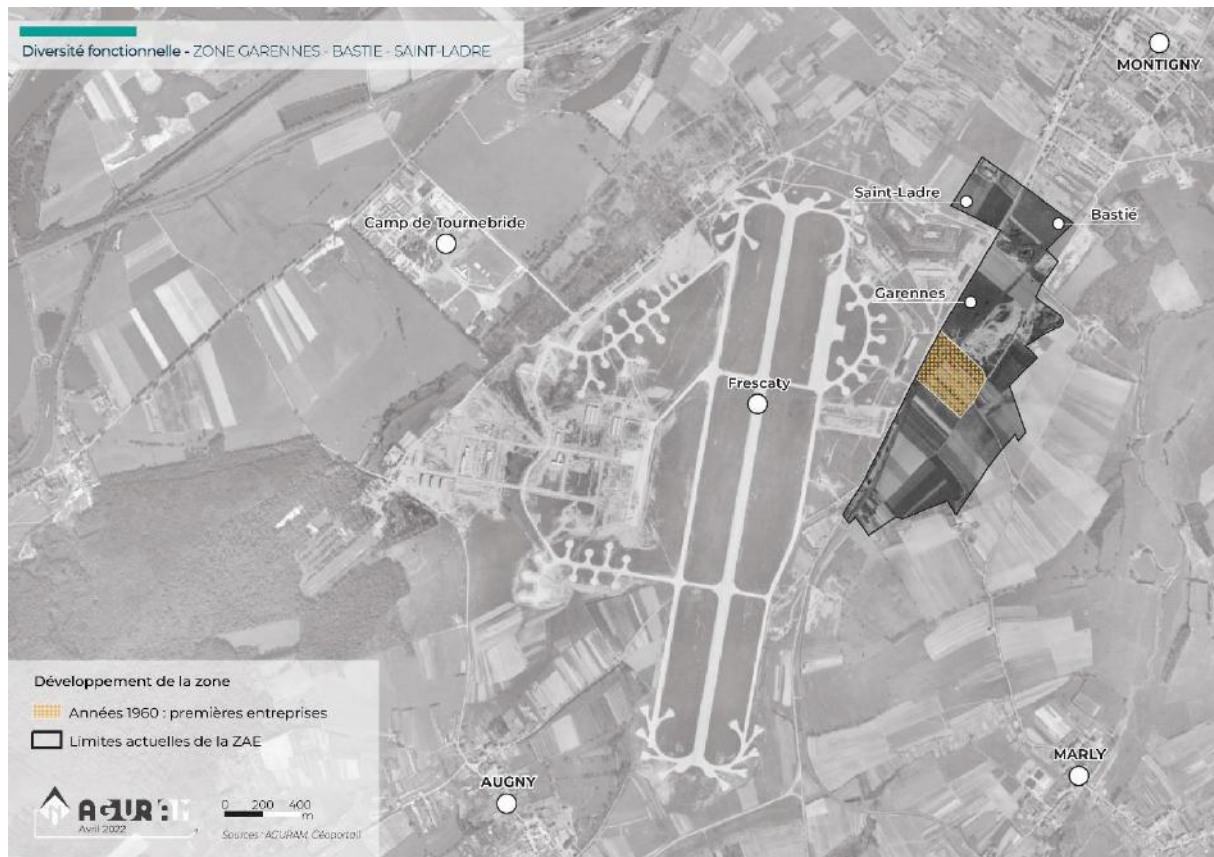 Diversité fonctionnelle - ZONE GARENNES - BASTIE - SAINT-LADRE
MONTIGNY
Saint-Ladre
Bastié
Camp de Tournebride
Garennes
Frescaty
Développement de la zone
Années 1960 : premières entreprises
Limites actuelles de la ZAE
AUGNY
MARLY
AGURAM
Avril 2022
0 200 400
m
Sources : AGURAM, Géoportail